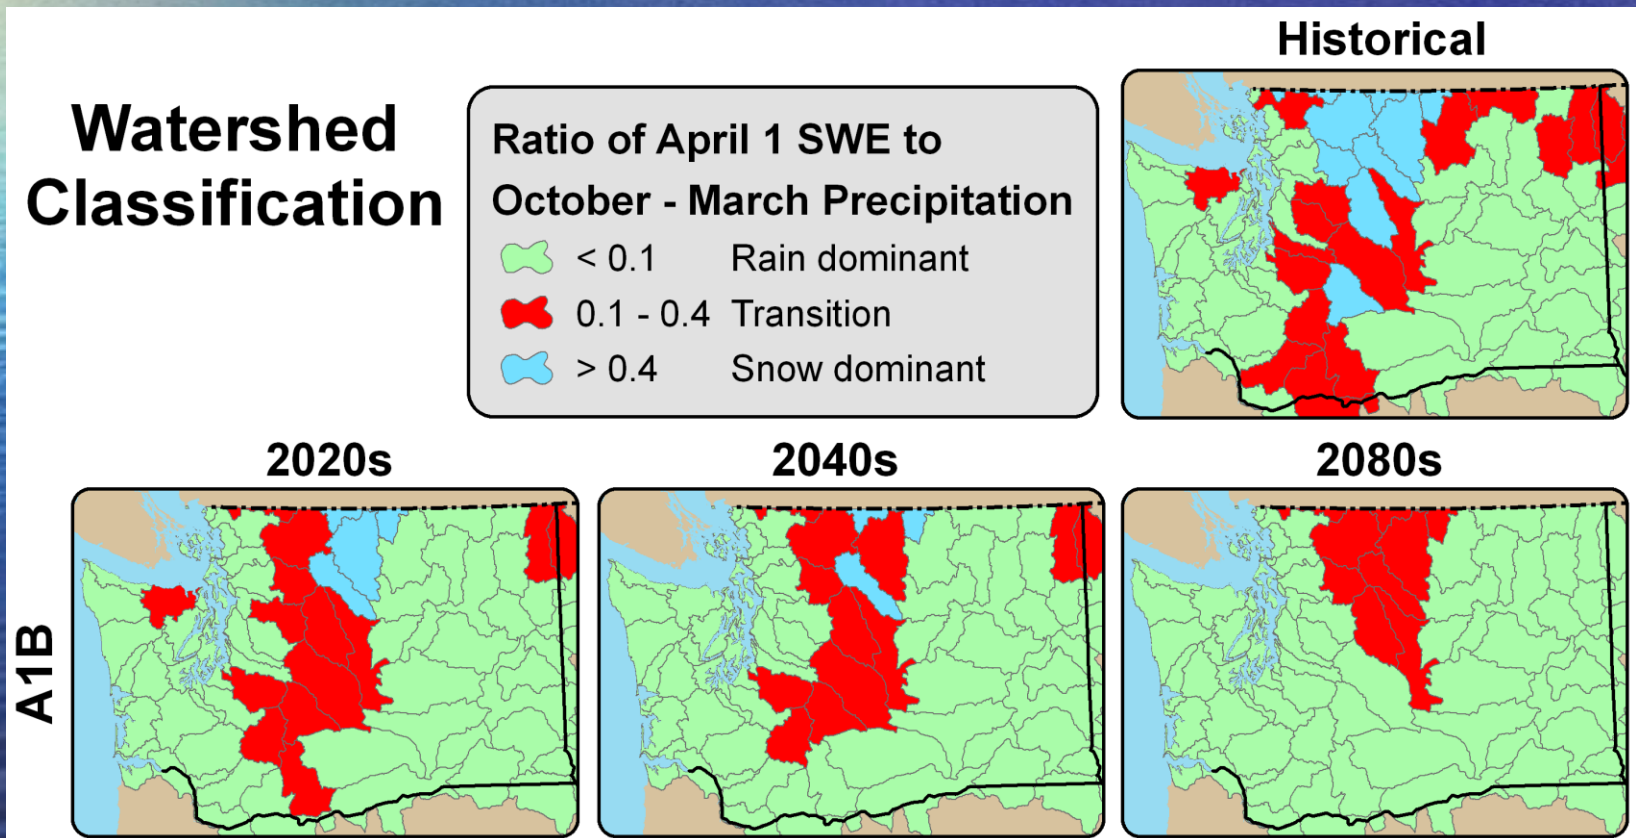 Historical
Watershed
Classification
Ratio of April 1 SWE to
October - March Precipitation
< 0.1 Rain dominant
0.1 - 0.4 Transition
> 0.4 Snow dominant
2020s
2040s
2080s
A1B